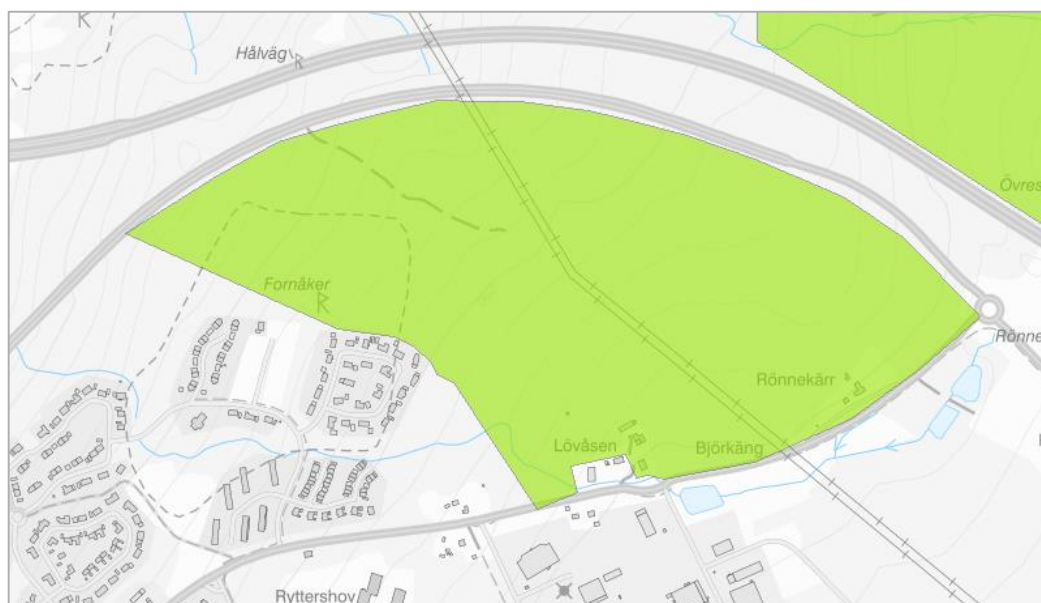 Hålväg
Övres
Fornåker
Rönne
Rönnekärr
Lövåsen
Björkäng
Ryttershov